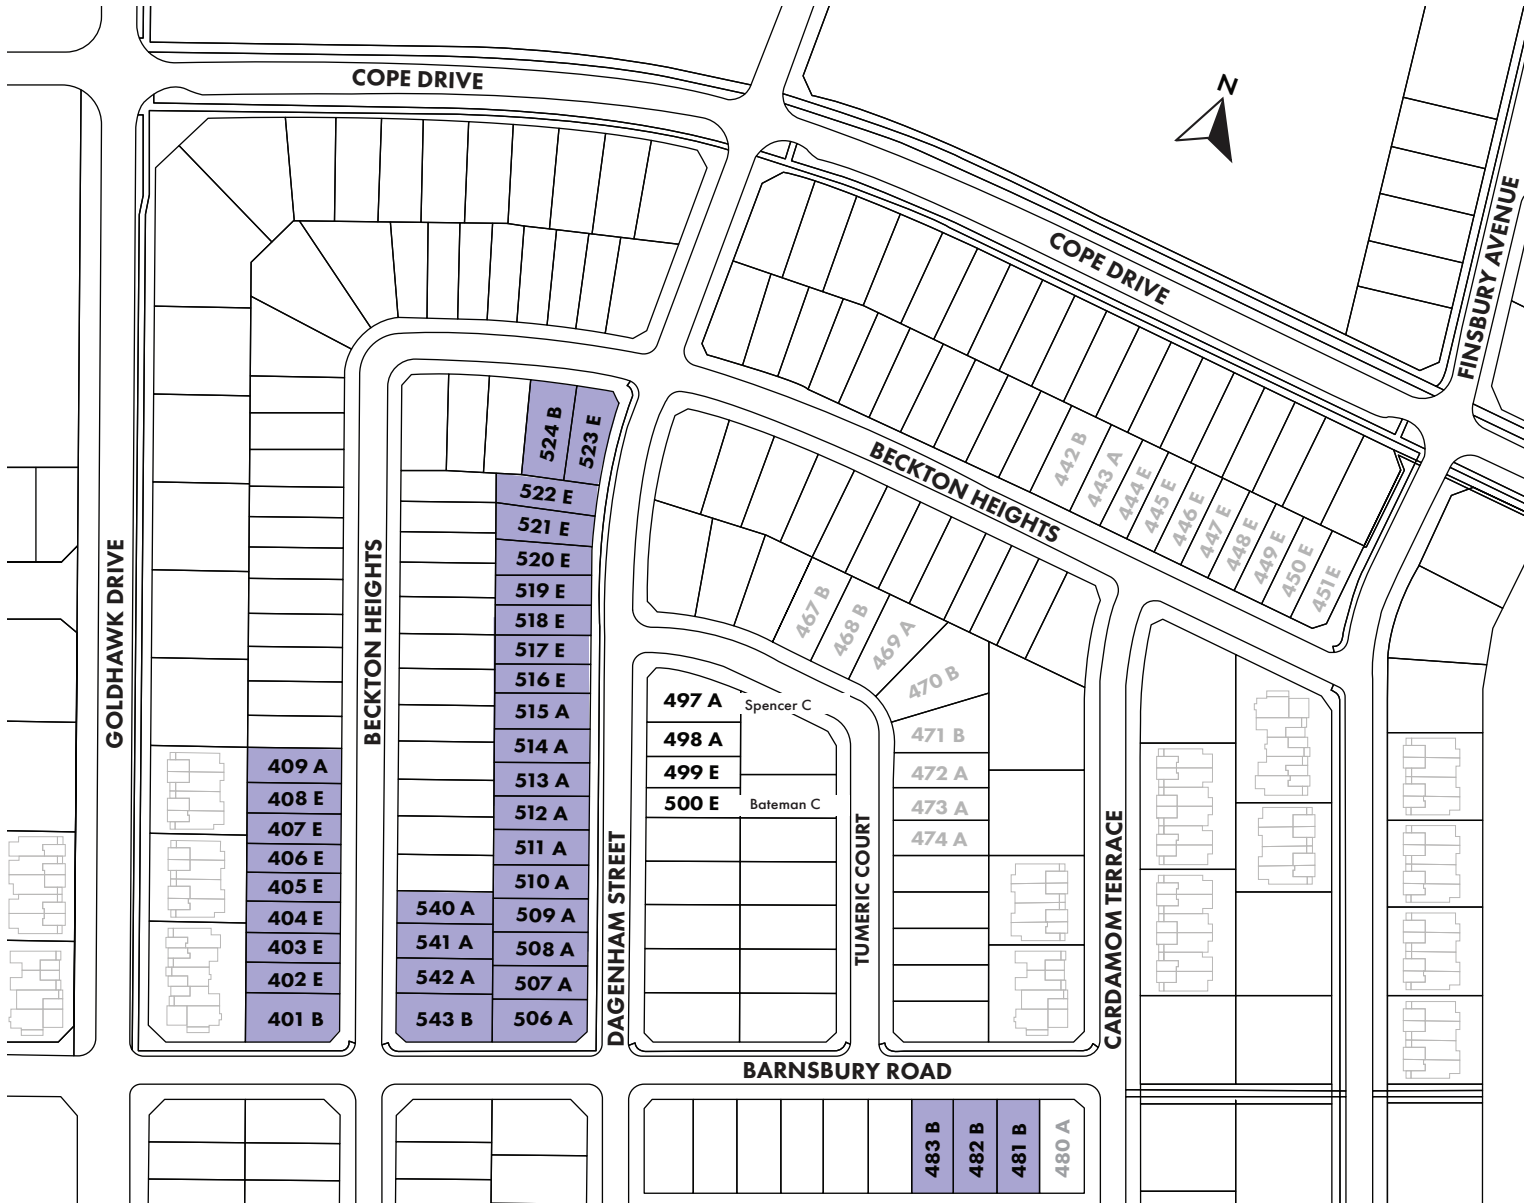 COPE DRIVE
N
COPE DRIVE
FINSBURY AVENUE
GOLDHAWK DRIVE
BECKTON HEIGHTS
BECKTON HEIGHTS
524 B
523 E
522 E
521 E
520 E
519 E
518 E
517 E
516 E
515 A
514 A
513 A
512 A
511 A
510 A
509 A
508 A
507 A
506 A
409 A
408 E
407 E
406 E
405 E
404 E
403 E
402 E
401 B
540 A
541 A
542 A
543 B
DAGENHAM STREET
497 A
Spencer C
498 A
499 E
500 E
Bateman C
442 B
443 A
444 E
445 E
446 E
447 E
448 E
449 E
450 E
451E
467 B
468 B
469 A
470 B
471 B
472 A
473 A
474 A
TUMERIC COURT
CARDAMOM TERRACE
BARNSBURY ROAD
483 B
482 B
481 B
480 A